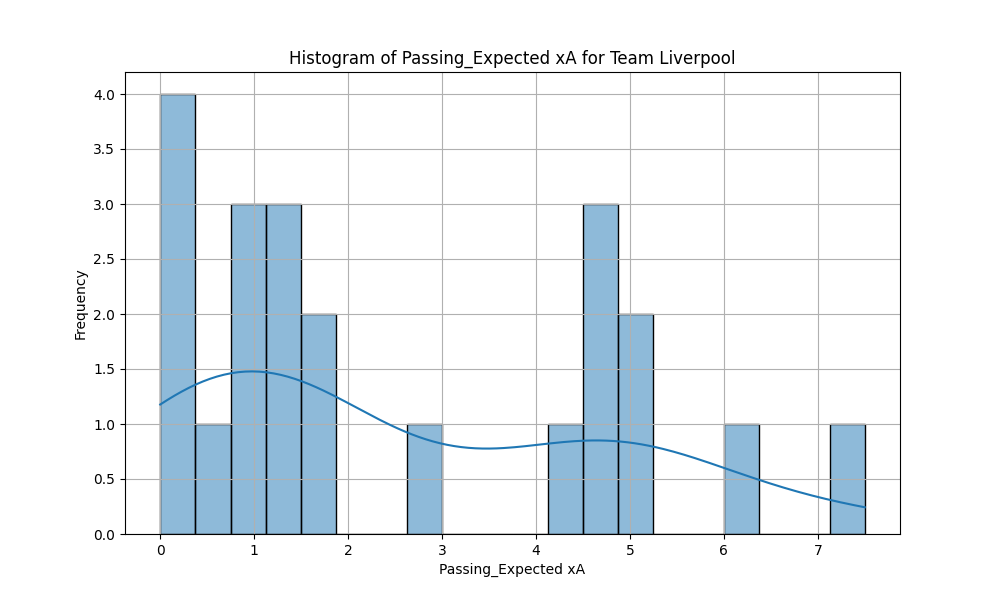 Histogram of Passing_Expected xA for Team Liverpool
4.0
3.5
3.0
2.5
2.0
1.5
1.0
0.5
0.0
Frequency
0 1 2 3 4 5 6 7
Passing_Expected xA